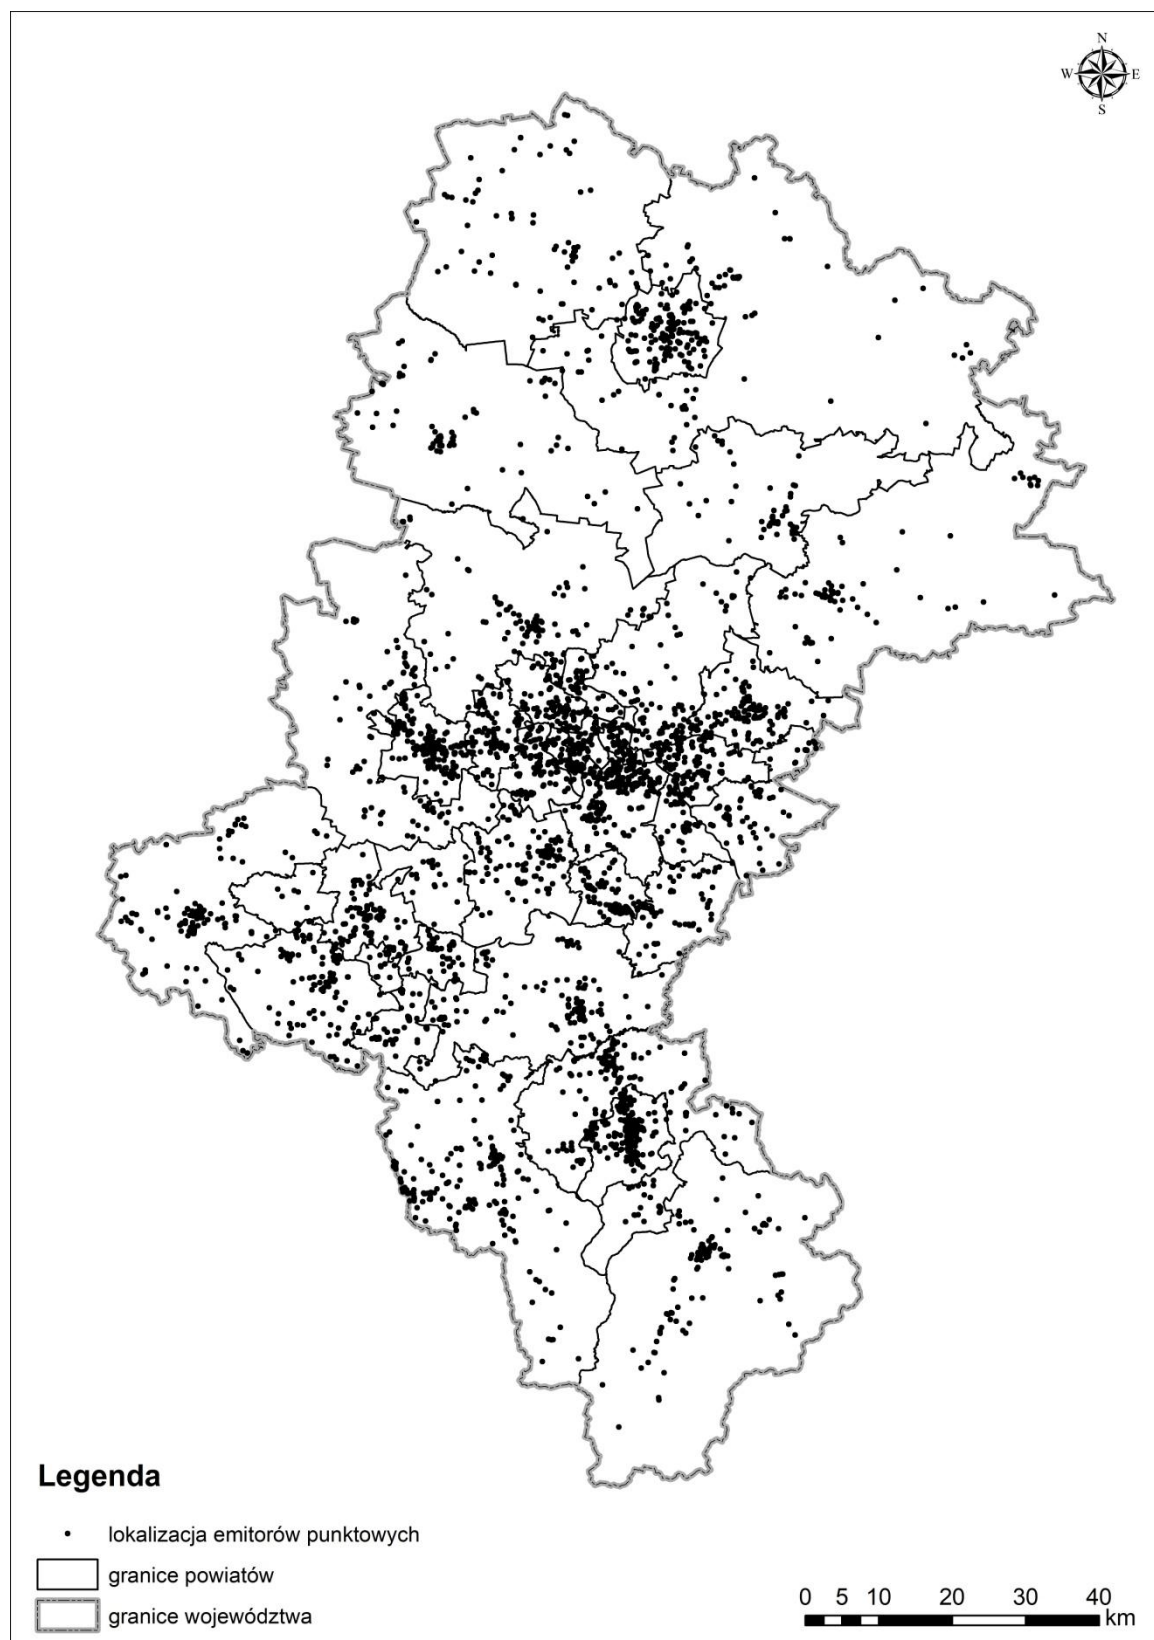 N
W E
S
Legenda
lokalizacja emitorów punktowych
granice powiatów
granice województwa
0 5 10 20 30 40
km